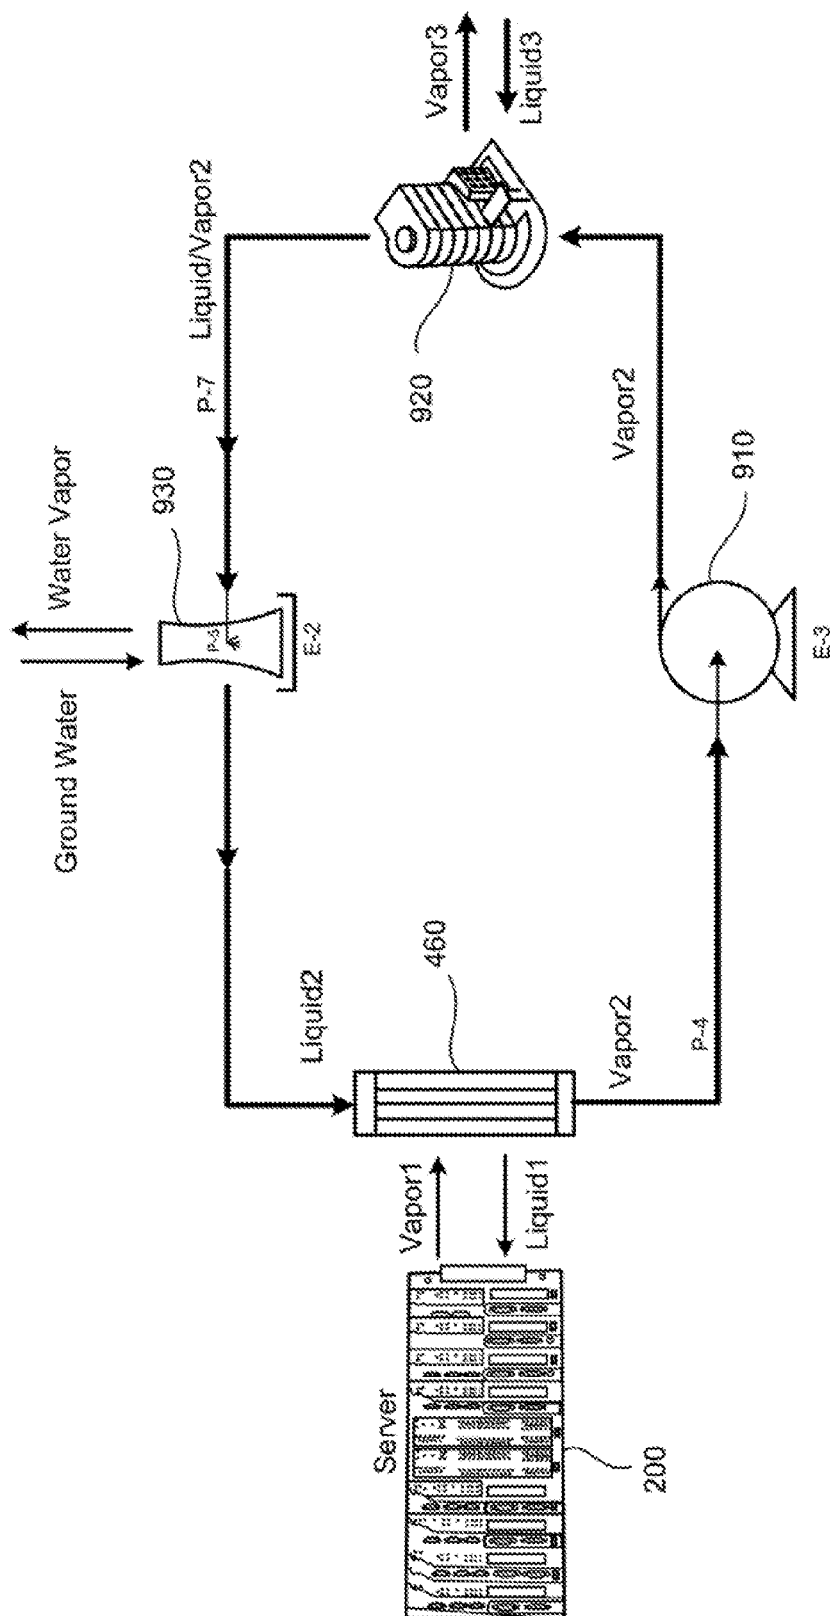 Ground Water
Water Vapor
930
P-7
Liquid/Vapor2
E-2
Liquid2
Server
Vapor1
460
920
Vapor3
Liquid1
Liquid3
Vapor2
Vapor2
200
P-4
910
E-3